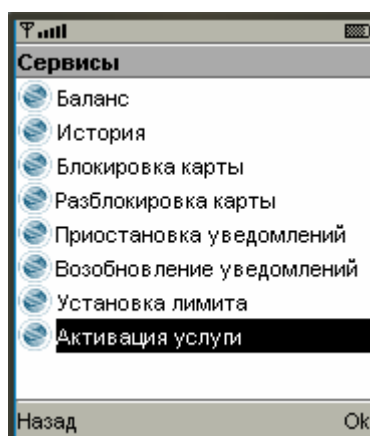 Сервисы
Баланс
История
Блокировка карты
Разблокировка карты
Приостановка уведомлений
Возобновление уведомлений
Установка лимита
Активация услуги
Назад Ok